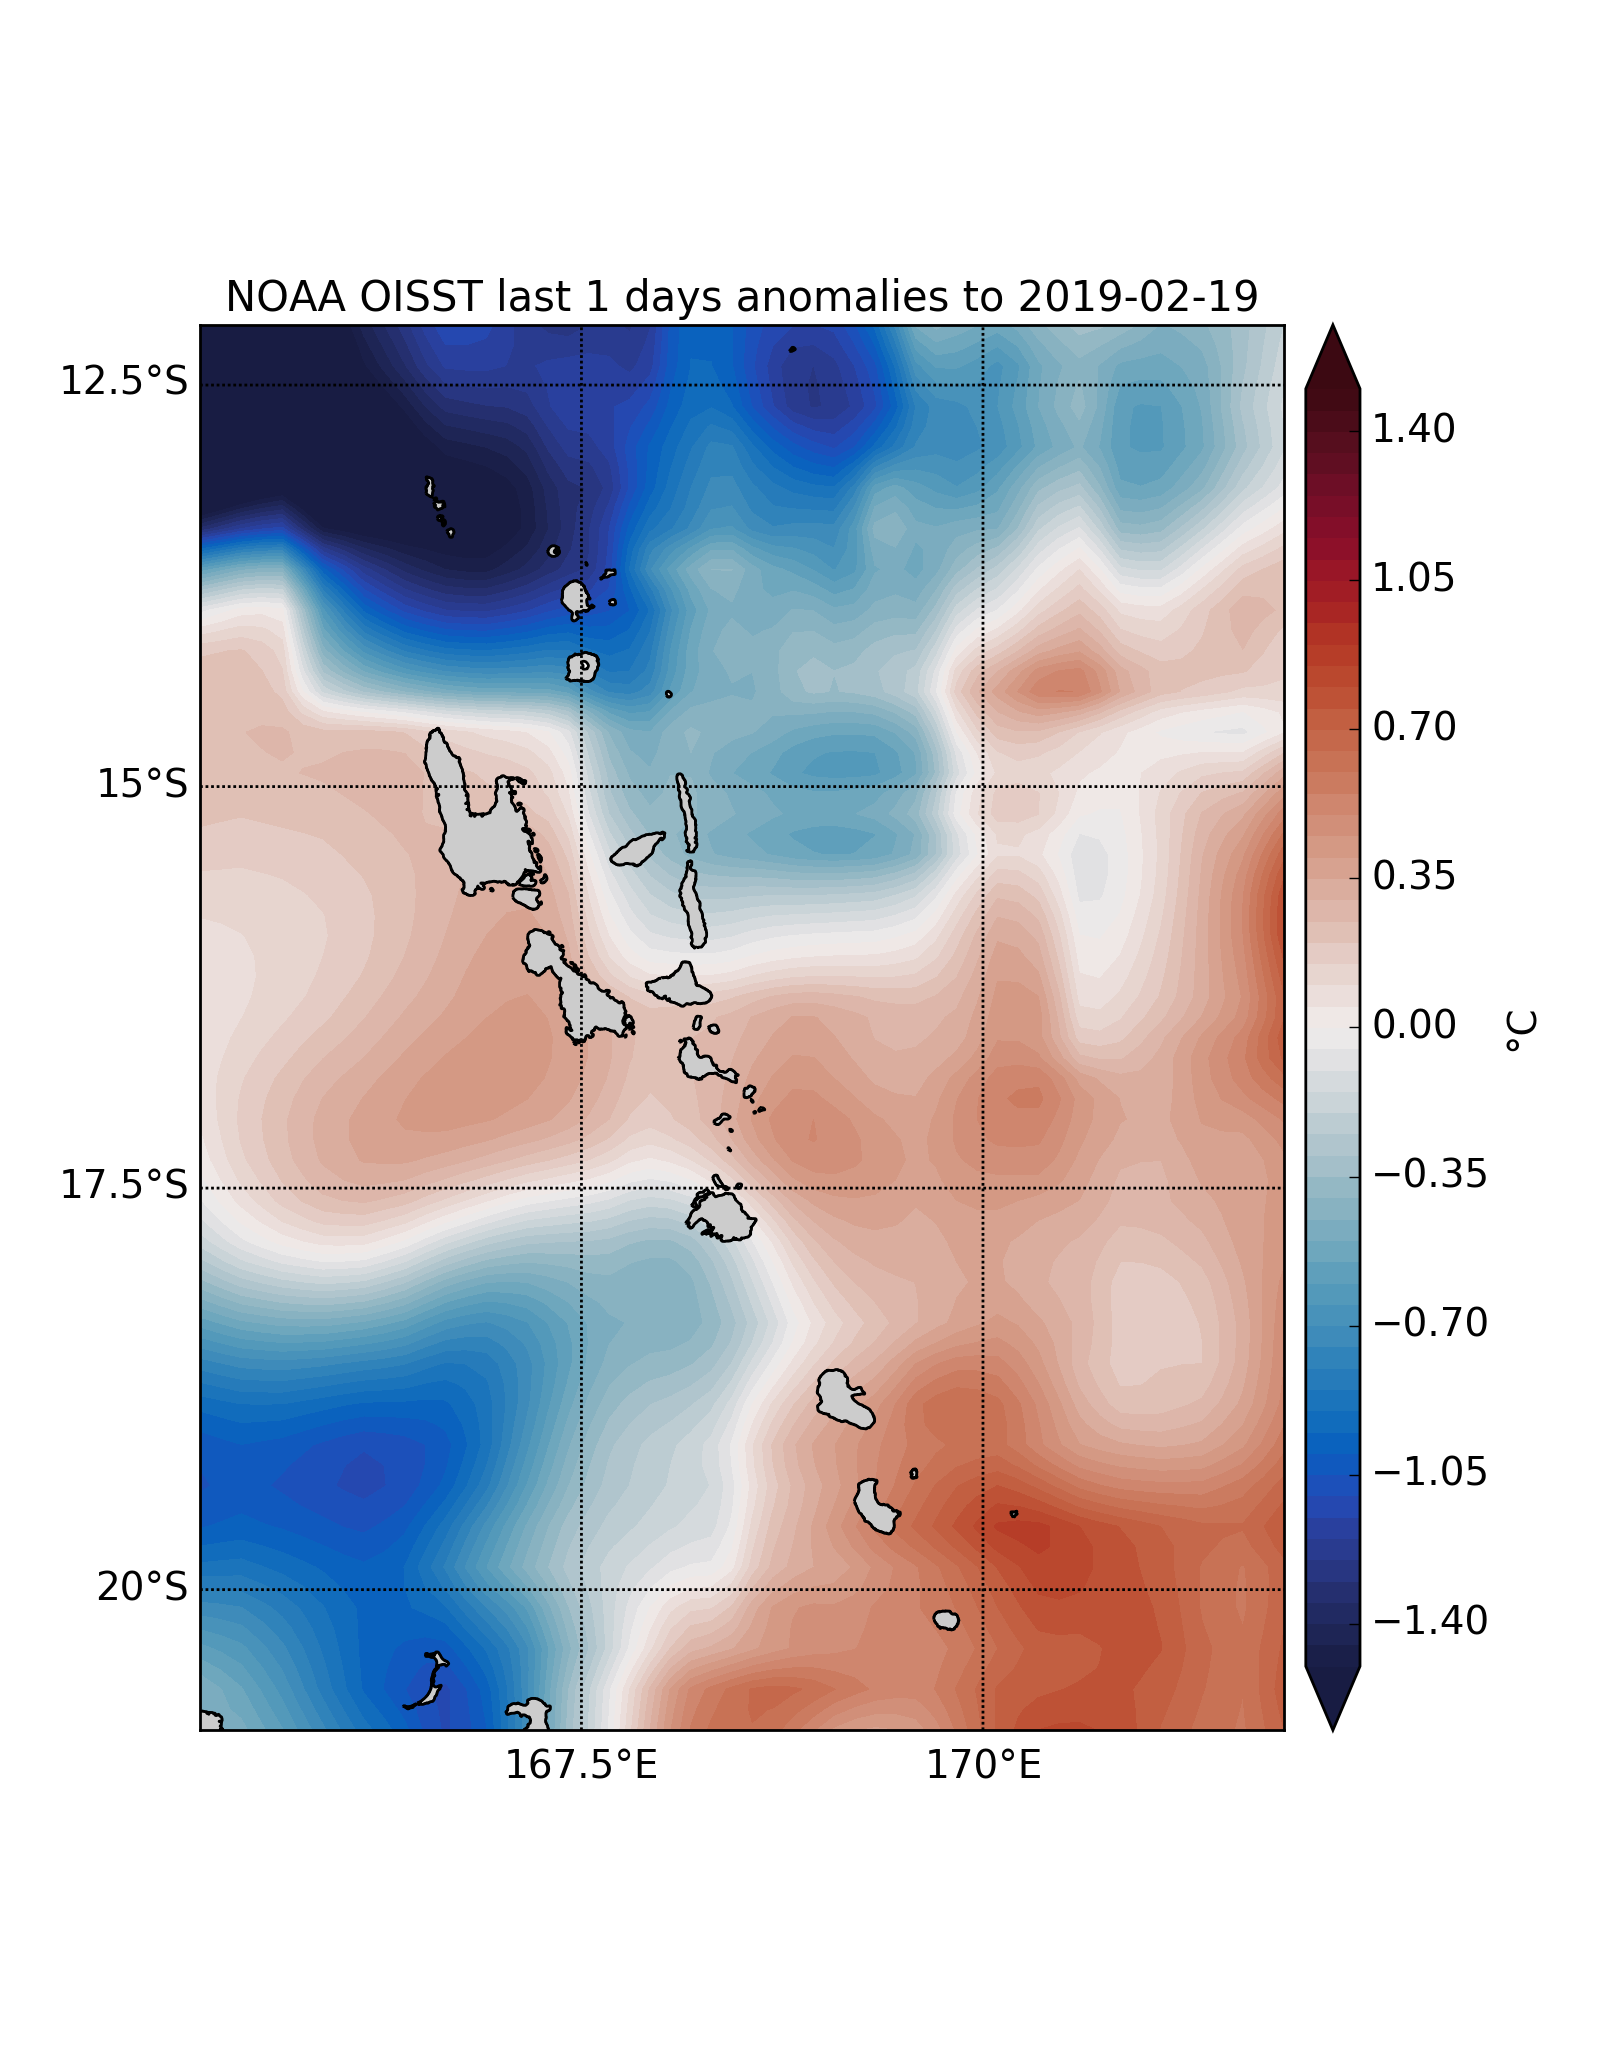 NOAA OISST last 1 days anomalies to 2019-02-19
12.5°S
15°S
17.5°S
20°S
167.5°E
170°E
1.40
1.05
0.70
0.35
0.00
−0.35
−0.70
−1.05
−1.40
°C